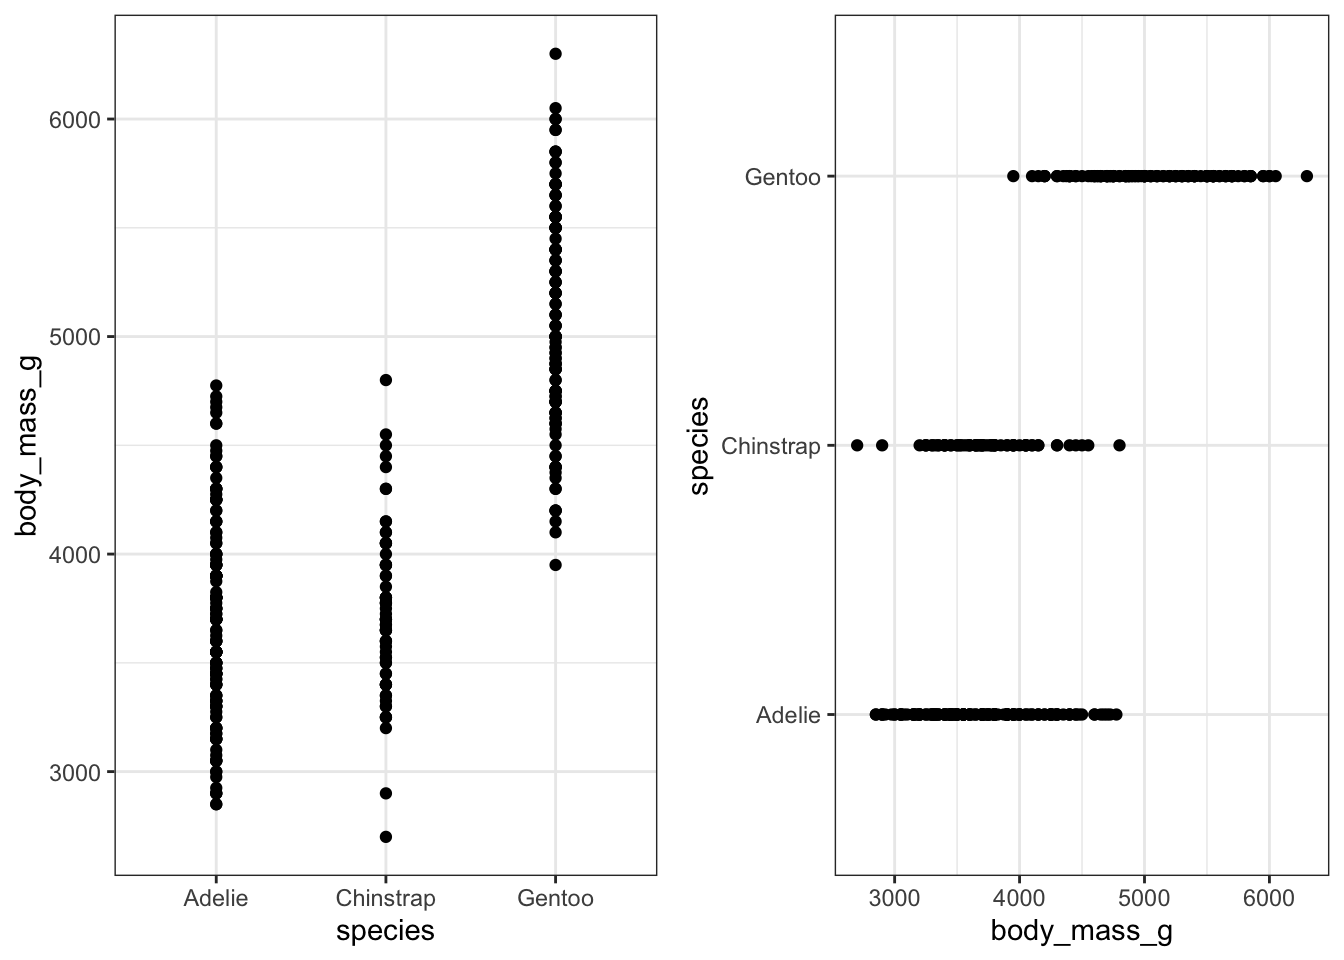 6000
5000
4000
3000
body_mass_g
Adelie Chinstrap Gentoo
species
Gentoo
Chinstrap
Adelie
species
3000 4000 5000 6000
body_mass_g